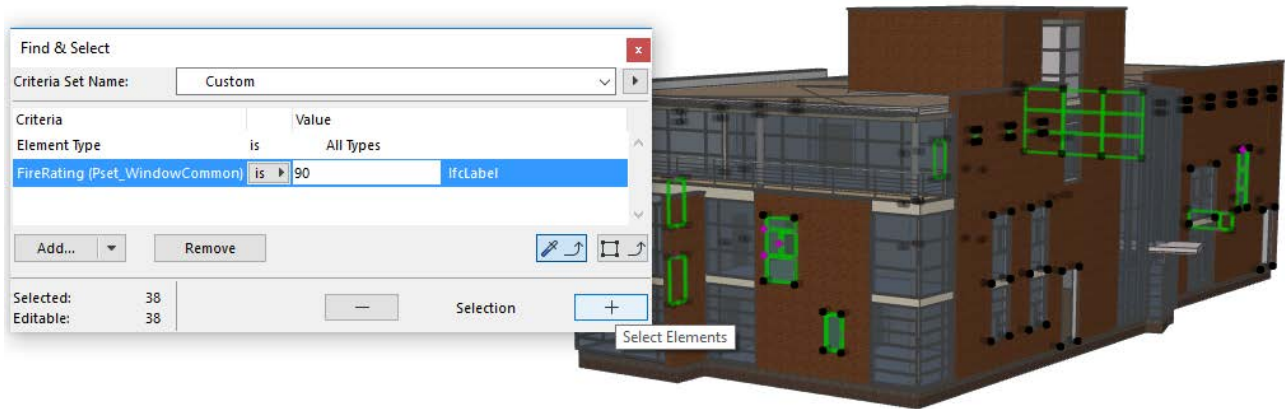 Find & Select
x
Criteria Set Name: Custom
Criteria Value
Element Type is All Types
FireRating (Pset_WindowCommon) is 90 IfcLabel
Add... Remove
Selected: 38
Editable: 38
Selection
Select Elements